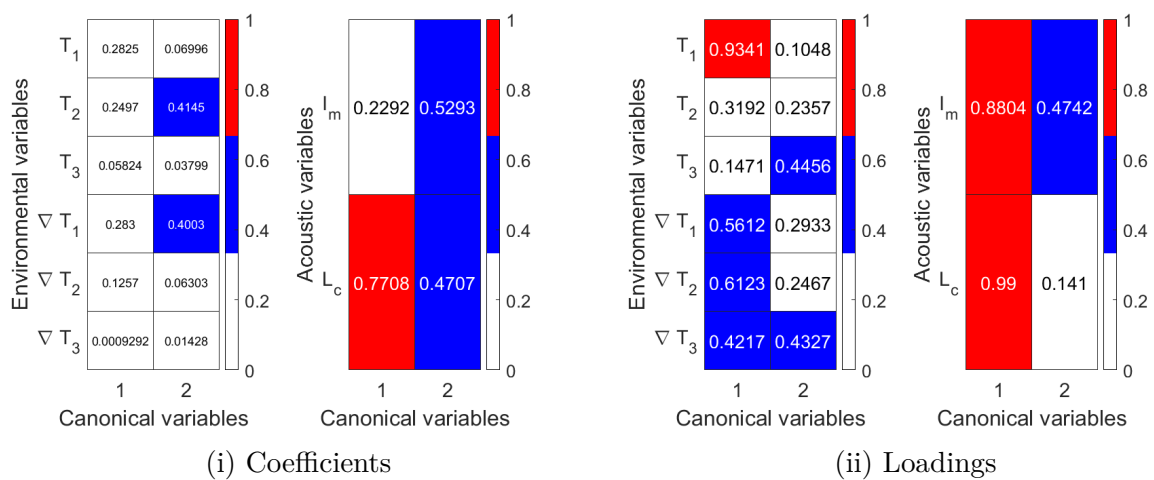 Environmental variables
T1 0.2825 0.06996
T2 0.2497 0.4145
T3 0.05824 0.03799
∇ T1 0.283 0.4003
∇ T2 0.1257 0.06303
∇ T3 0.0009292 0.01428
1 2
Canonical variables
1
0.8
0.6
0.4
0.2
0
Acoustic variables
Im 0.2292 0.5293
Lc 0.7708 0.4707
1 2
Canonical variables
1
0.8
0.6
0.4
0.2
0
(i) Coefficients
Environmental variables
T1 0.9341 0.1048
T2 0.3192 0.2357
T3 0.1471 0.4456
∇ T1 0.5612 0.2933
∇ T2 0.6123 0.2467
∇ T3 0.4217 0.4327
1 2
Canonical variables
1
0.8
0.6
0.4
0.2
0
Acoustic variables
Im 0.8804 0.4742
Lc 0.99 0.141
1 2
Canonical variables
1
0.8
0.6
0.4
0.2
0
(ii) Loadings